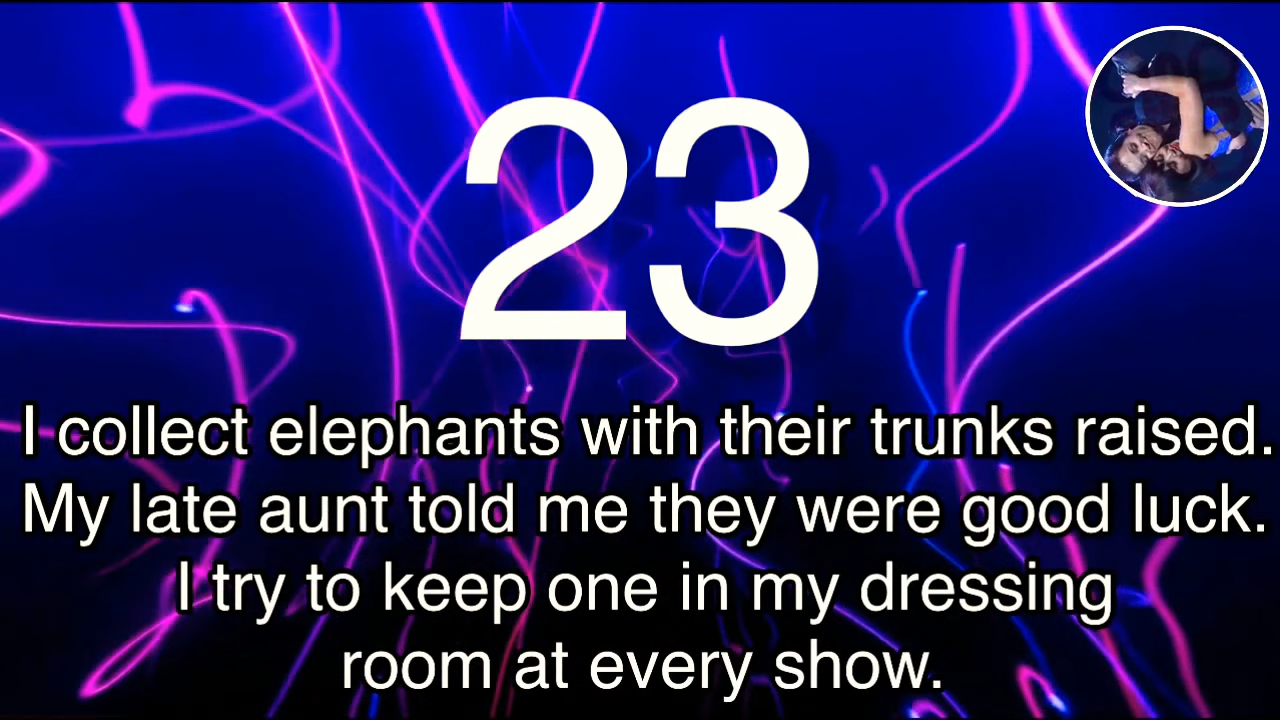 23
I collect elephants with their trunks raised.
My late aunt told me they were good luck.
I try to keep one in my dressing
room at every show.